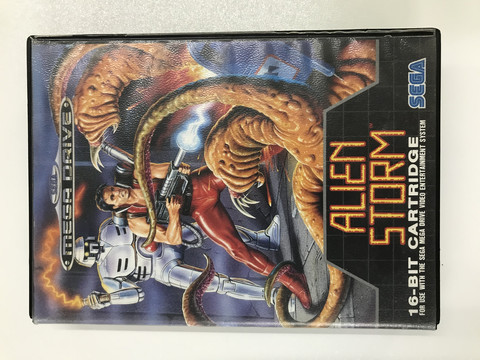 MEGA DRIVE
SEGA
ALIEN
STORM
16-BIT CARTRIDGE
FOR USE WITH THE SEGA MEGA DRIVE VIDEO ENTERTAINMENT SYSTEM